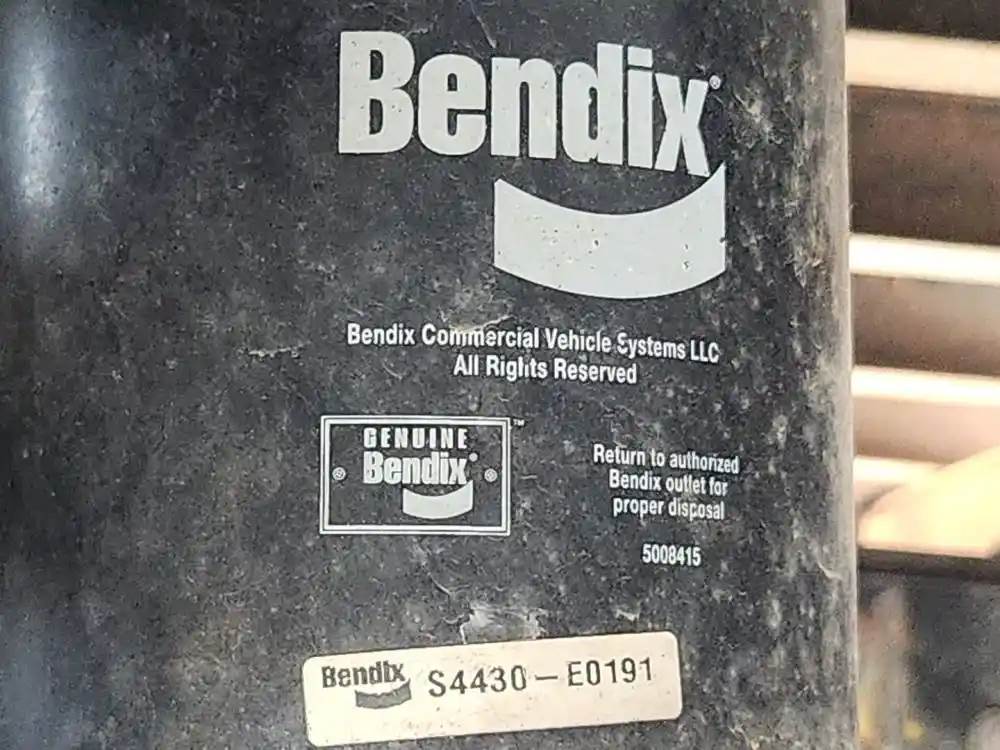 Bendix®
Bendix Commercial Vehicle Systems LLC
All Rights Reserved
GENUINE
Bendix®
™
Return to authorized
Bendix outlet for
proper disposal
5008415
Bendix S4430-E0191